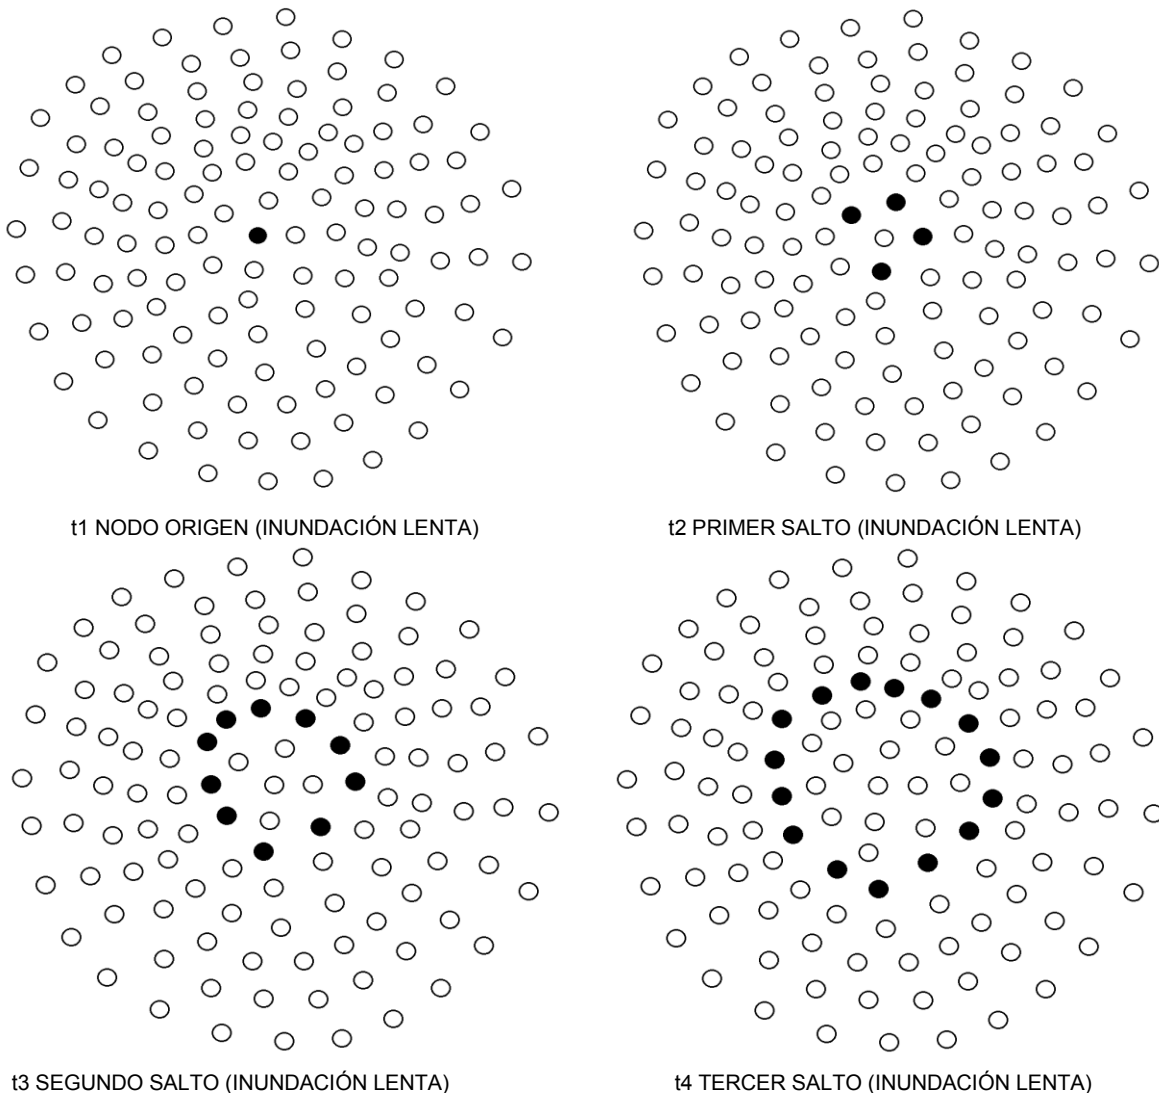 t1 NODO ORIGEN (INUNDACIÓN LENTA)
t2 PRIMER SALTO (INUNDACIÓN LENTA)
t3 SEGUNDO SALTO (INUNDACIÓN LENTA)
t4 TERCER SALTO (INUNDACIÓN LENTA)